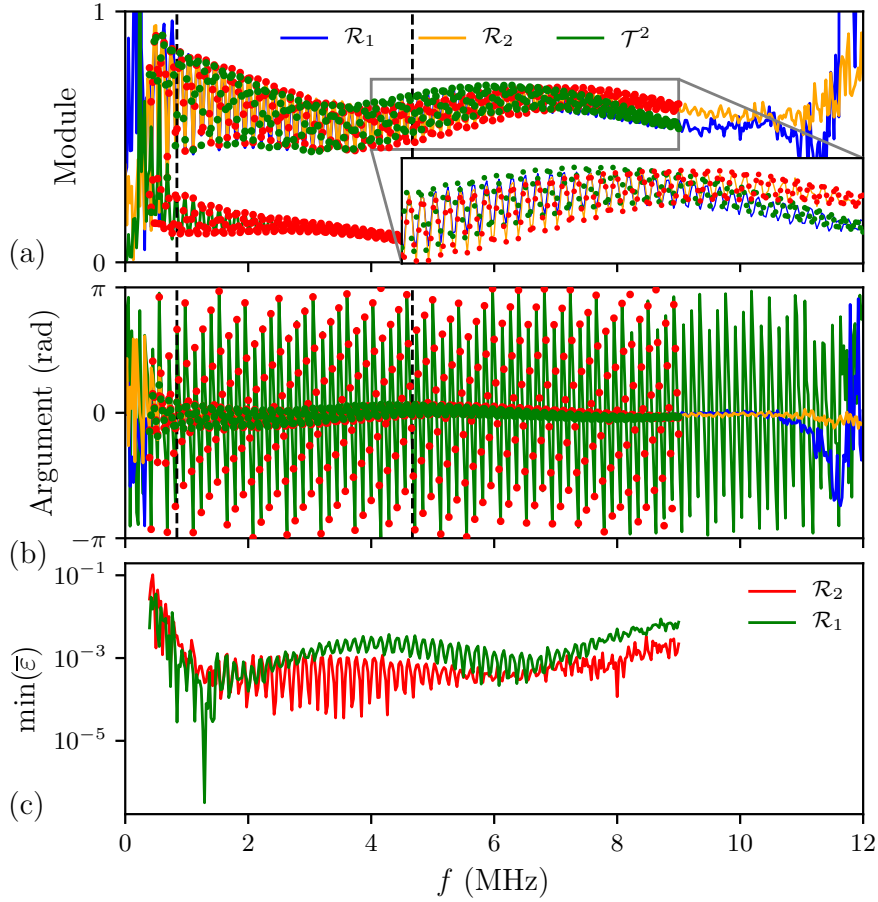 1
ℛ₁ ℛ₂ 𝒯²
Module
0
(a)
π
Argument (rad)
0
−π
(b)
10⁻¹
10⁻³
10⁻⁵
min(ε̄)
ℛ₂
ℛ₁
(c)
0 2 4 6 8 10 12
f (MHz)